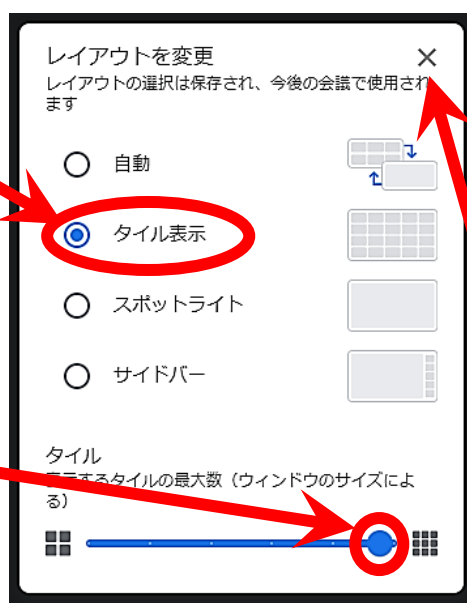 レイアウトを変更
レイアウトの選択は保存され、今後の会議で使用され
ます
自動
タイル表示
スポットライト
サイドバー
タイル
表示するタイルの最大数（ウィンドウのサイズによ
る）